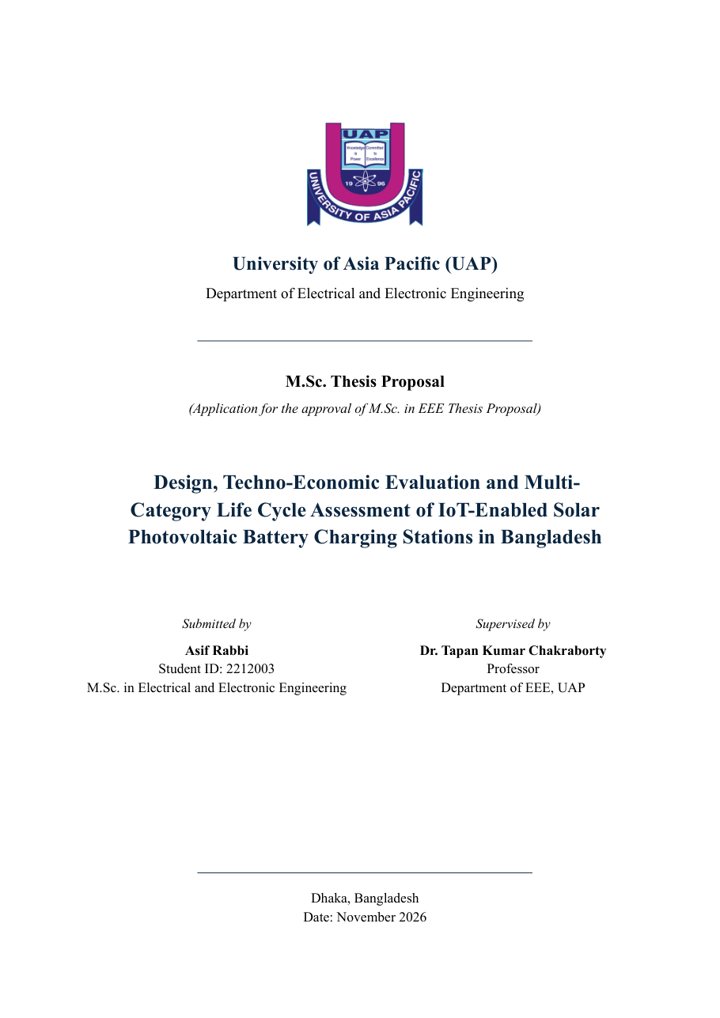 UAP
Knowledge is Power
Committed to Excellence
1996
UNIVERSITY OF ASIA PACIFIC
University of Asia Pacific (UAP)
Department of Electrical and Electronic Engineering
M.Sc. Thesis Proposal
(Application for the approval of M.Sc. in EEE Thesis Proposal)
Design, Techno-Economic Evaluation and Multi-
Category Life Cycle Assessment of IoT-Enabled Solar
Photovoltaic Battery Charging Stations in Bangladesh
Submitted by
Asif Rabbi
Student ID: 2212003
M.Sc. in Electrical and Electronic Engineering
Supervised by
Dr. Tapan Kumar Chakraborty
Professor
Department of EEE, UAP
Dhaka, Bangladesh
Date: November 2026